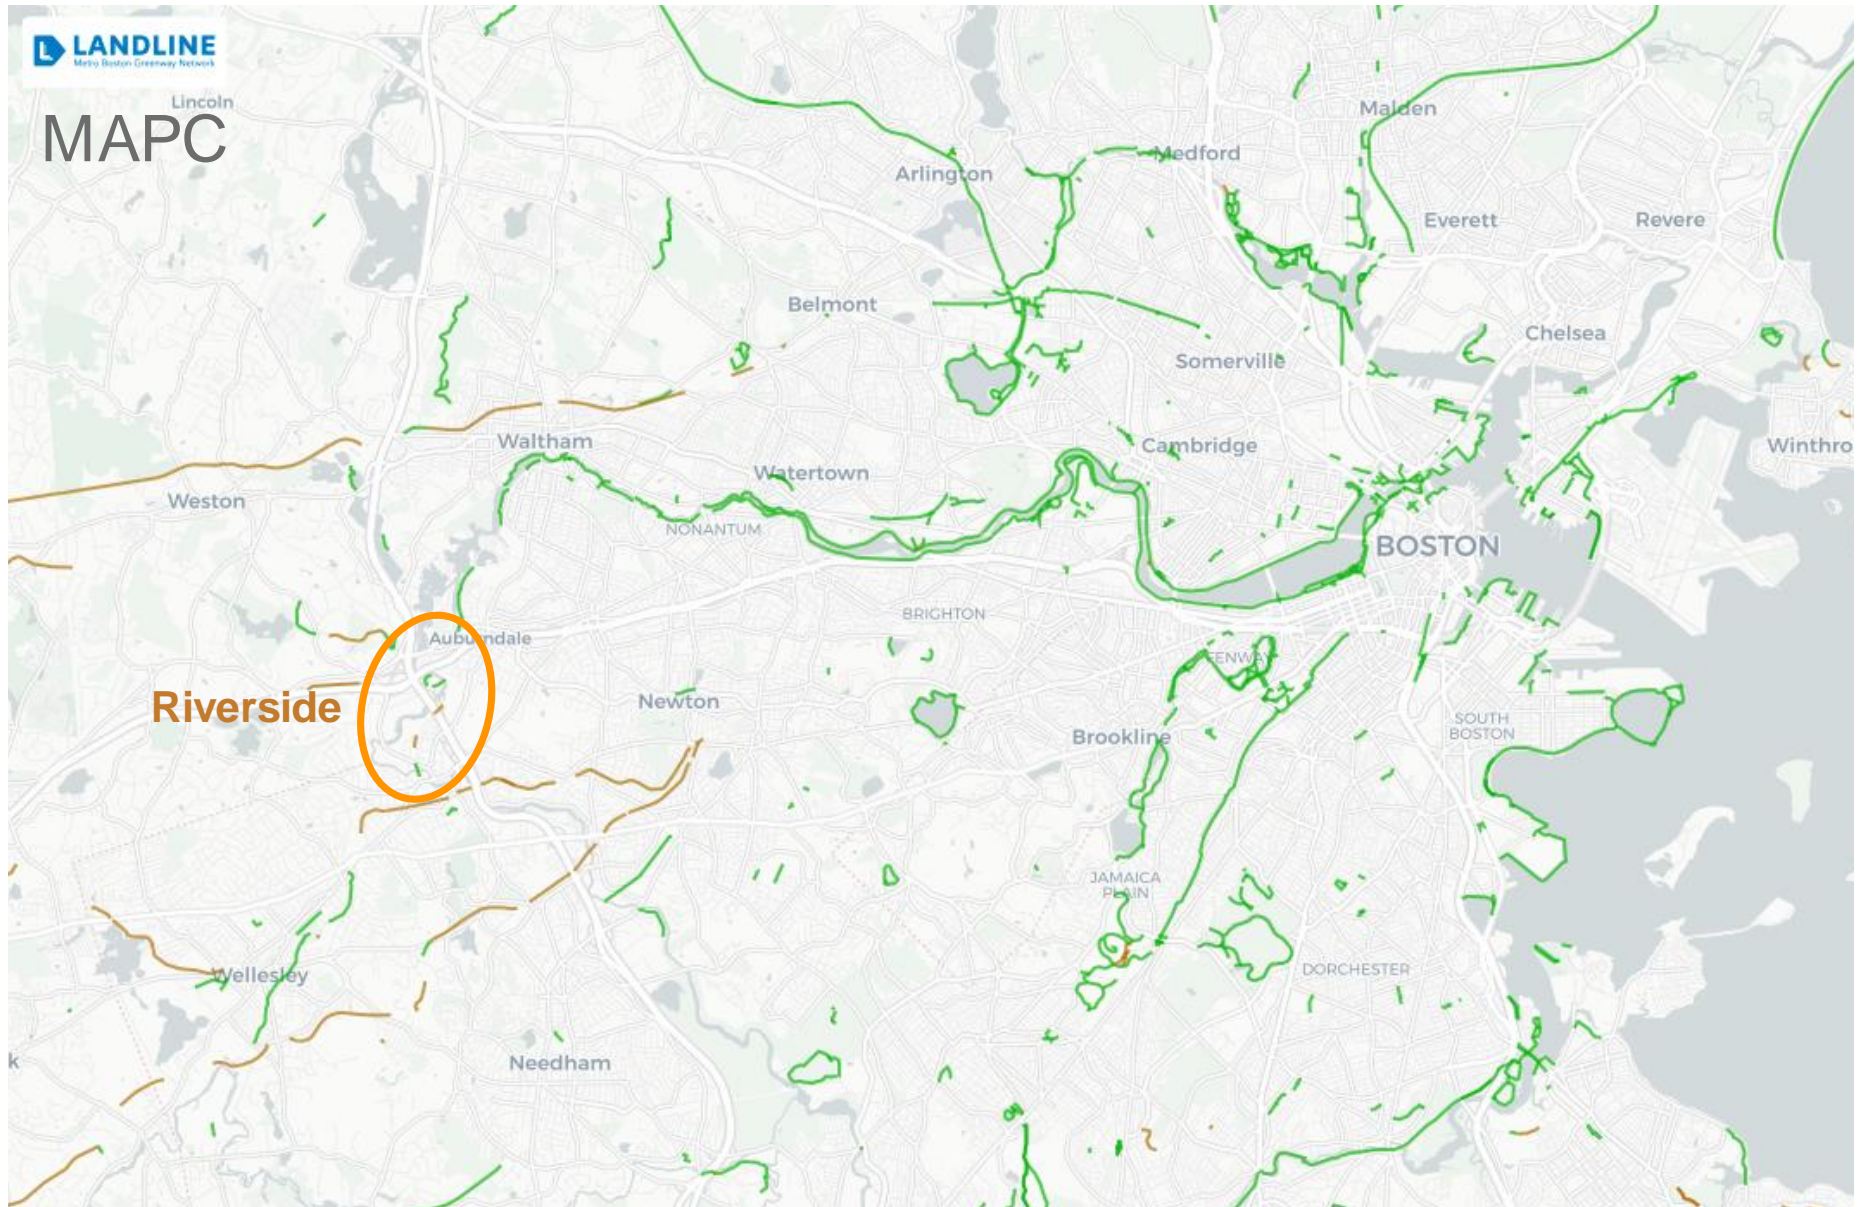 LANDLINE
Metro Boston Greenway Network
Lincoln
MAPC
Malden
Medford
Arlington
Everett
Revere
Belmont
Chelsea
Somerville
Waltham
Cambridge
Winthro
Watertown
Weston
NONANTUM
BOSTON
BRIGHTON
Auburndale
FENWAY
Riverside
Newton
SOUTH
BOSTON
Brookline
JAMAICA
PLAIN
Wellesley
DORCHESTER
k
Needham